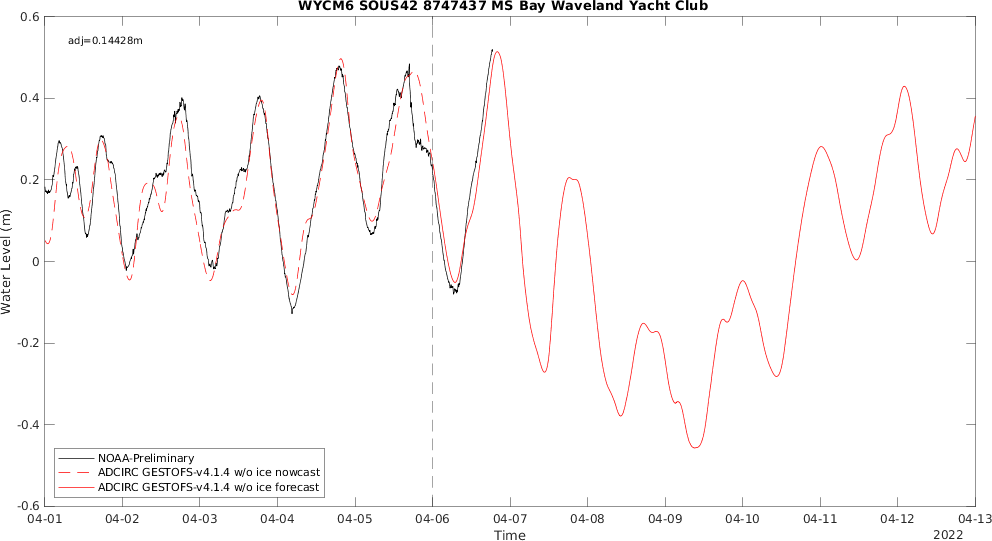 WYCM6 SOUS42 8747437 MS Bay Waveland Yacht Club
adj=0.14428m
0.6
0.4
0.2
0
-0.2
-0.4
-0.6
Water Level (m)
NOAA-Preliminary
ADCIRC GESTOFS-v4.1.4 w/o ice nowcast
ADCIRC GESTOFS-v4.1.4 w/o ice forecast
04-01 04-02 04-03 04-04 04-05 04-06 04-07 04-08 04-09 04-10 04-11 04-12 04-13
Time
2022